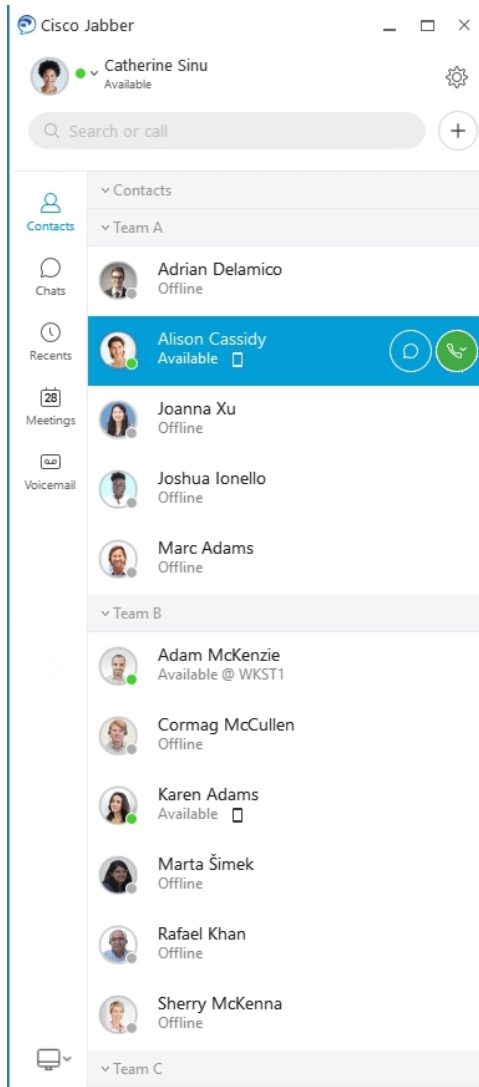 Cisco Jabber
Catherine Sinu
Available
Search or call
Contacts
Chats
Recents
28
Meetings
Voicemail
Contacts
Team A
Adrian Delamico
Offline
Alison Cassidy
Available
Joanna Xu
Offline
Joshua Ionello
Offline
Marc Adams
Offline
Team B
Adam McKenzie
Available @ WKST1
Cormag McCullen
Offline
Karen Adams
Available
Marta Šimek
Offline
Rafael Khan
Offline
Sherry McKenna
Offline
Team C